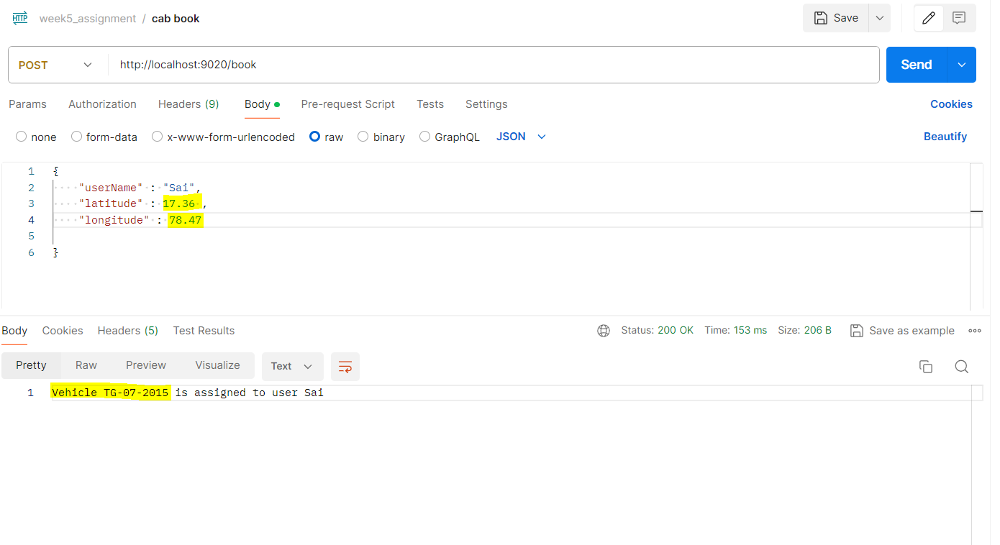 HTTP week5_assignment / cab book Save
POST http://localhost:9020/book Send
Params Authorization Headers (9) Body Pre-request Script Tests Settings Cookies
none form-data x-www-form-urlencoded raw binary GraphQL JSON Beautify
1 {
2 "userName" : "Sai",
3 "latitude" : 17.36 ,
4 "longitude" : 78.47
5
6 }
Body Cookies Headers (5) Test Results Status: 200 OK Time: 153 ms Size: 206 B Save as example
Pretty Raw Preview Visualize Text
1 Vehicle TG-07-2015 is assigned to user Sai